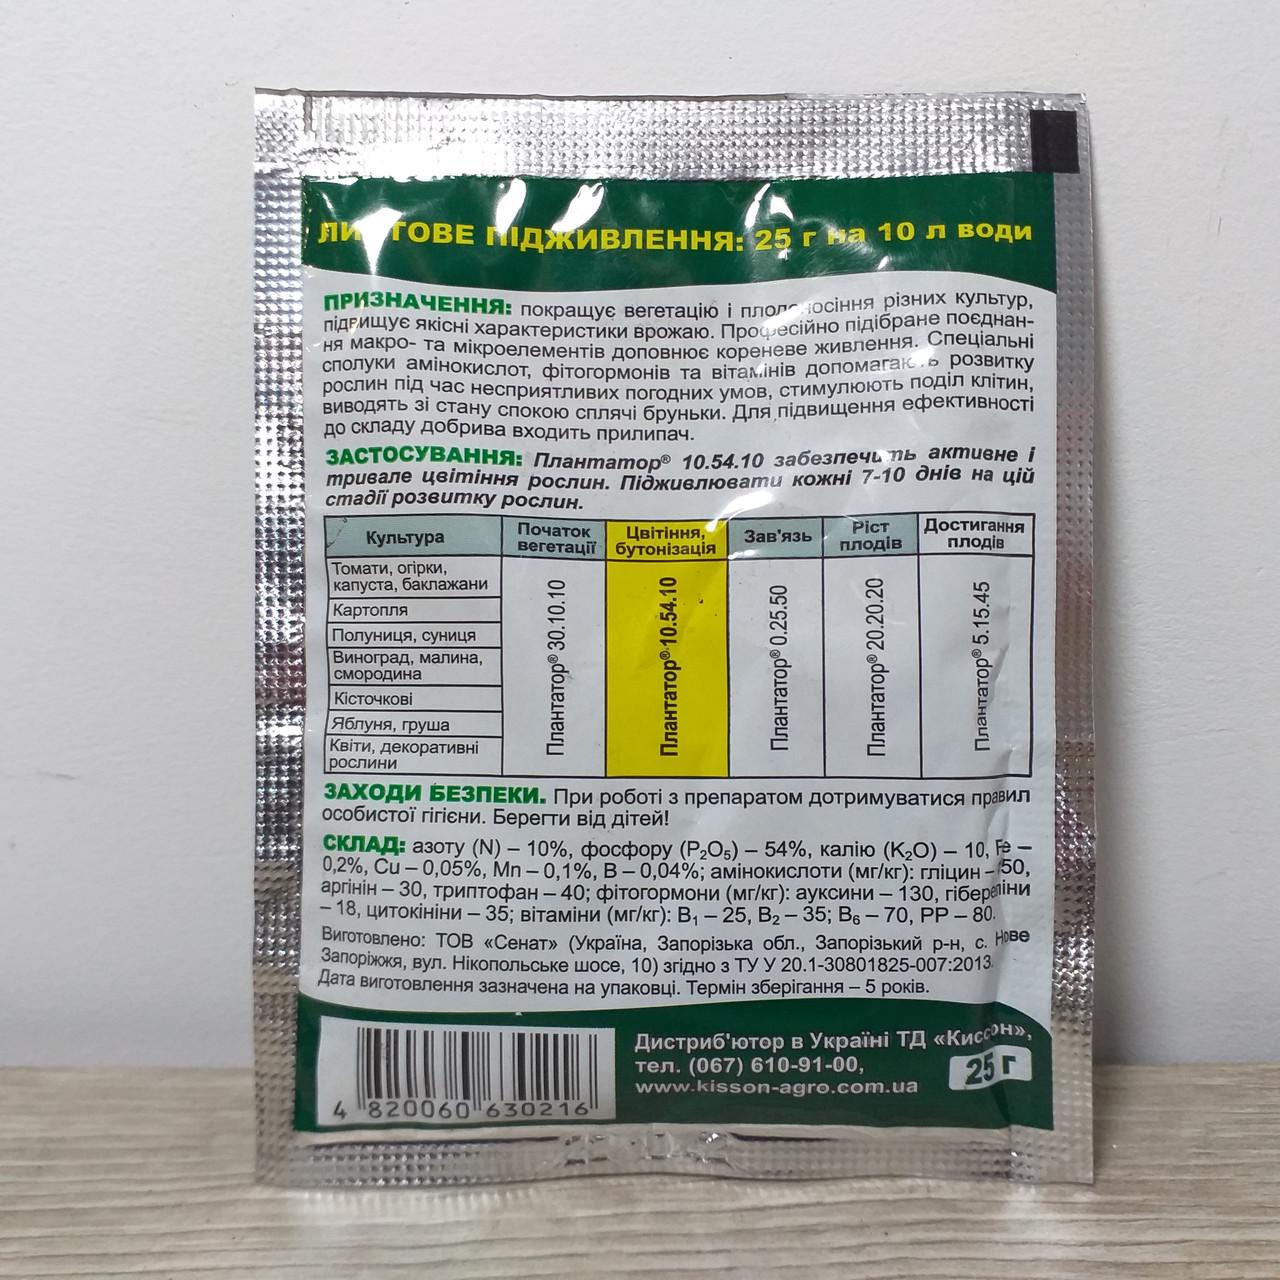 ЛИСТОВЕ ПІДЖИВЛЕННЯ: 25 г на 10 л води
ПРИЗНАЧЕННЯ: покращує вегетацію і плодоносіння різних культур,
підвищує якісні характеристики врожаю. Професійно підібране поєднан-
ня макро- та мікроелементів доповнює кореневе живлення. Спеціальні
сполуки амінокислот, фітогормонів та вітамінів допомагають розвитку
рослин під час несприятливих погодних умов, стимулюють поділ клітин,
виводять зі стану спокою сплячі бруньки. Для підвищення ефективності
до складу добрива входить прилипач.
ЗАСТОСУВАННЯ: Плантатор® 10.54.10 забезпечить активне і
тривале цвітіння рослин. Підживлювати кожні 7-10 днів на цій
стадії розвитку рослин.
Культура
Початок
вегетації
Цвітіння,
бутонізація
Зав'язь
Ріст
плодів
Достигання
плодів
Томати, огірки,
капуста, баклажани
Картопля
Полуниця, суниця
Виноград, малина,
смородина
Кісточкові
Яблуня, груша
Квіти, декоративні
рослини
Плантатор® 30.10.10
Плантатор® 10.54.10
Плантатор® 0.25.50
Плантатор® 20.20.20
Плантатор® 5.15.45
ЗАХОДИ БЕЗПЕКИ. При роботі з препаратом дотримуватися правил
особистої гігієни. Берегти від дітей!
СКЛАД: азоту (N) – 10%, фосфору (P₂O₅) – 54%, калію (K₂O) – 10, Fe –
0,2%, Cu – 0,05%, Mn – 0,1%, B – 0,04%; амінокислоти (мг/кг): гліцин –
аргінін – 30, триптофан – 40; фітогормони (мг/кг): ауксини – 130, гібереліни
– 18, цитокініни – 35; вітаміни (мг/кг): B₁ – 25, B₂ – 35; B₆ – 70, PP – 80.
Виготовлено: ТОВ «Сенат» (Україна, Запорізька обл., Запорізький р-н, с. Нове
Запоріжжя, вул. Нікопольське шосе, 10) згідно з ТУ У 20.1-30801825-007:2013.
Дата виготовлення зазначена на упаковці. Термін зберігання – 5 років.
Дистриб'ютор в Україні ТД «Киссон»,
тел. (067) 610-91-00,
www.kisson-agro.com.ua
25 г
4 820060 630216